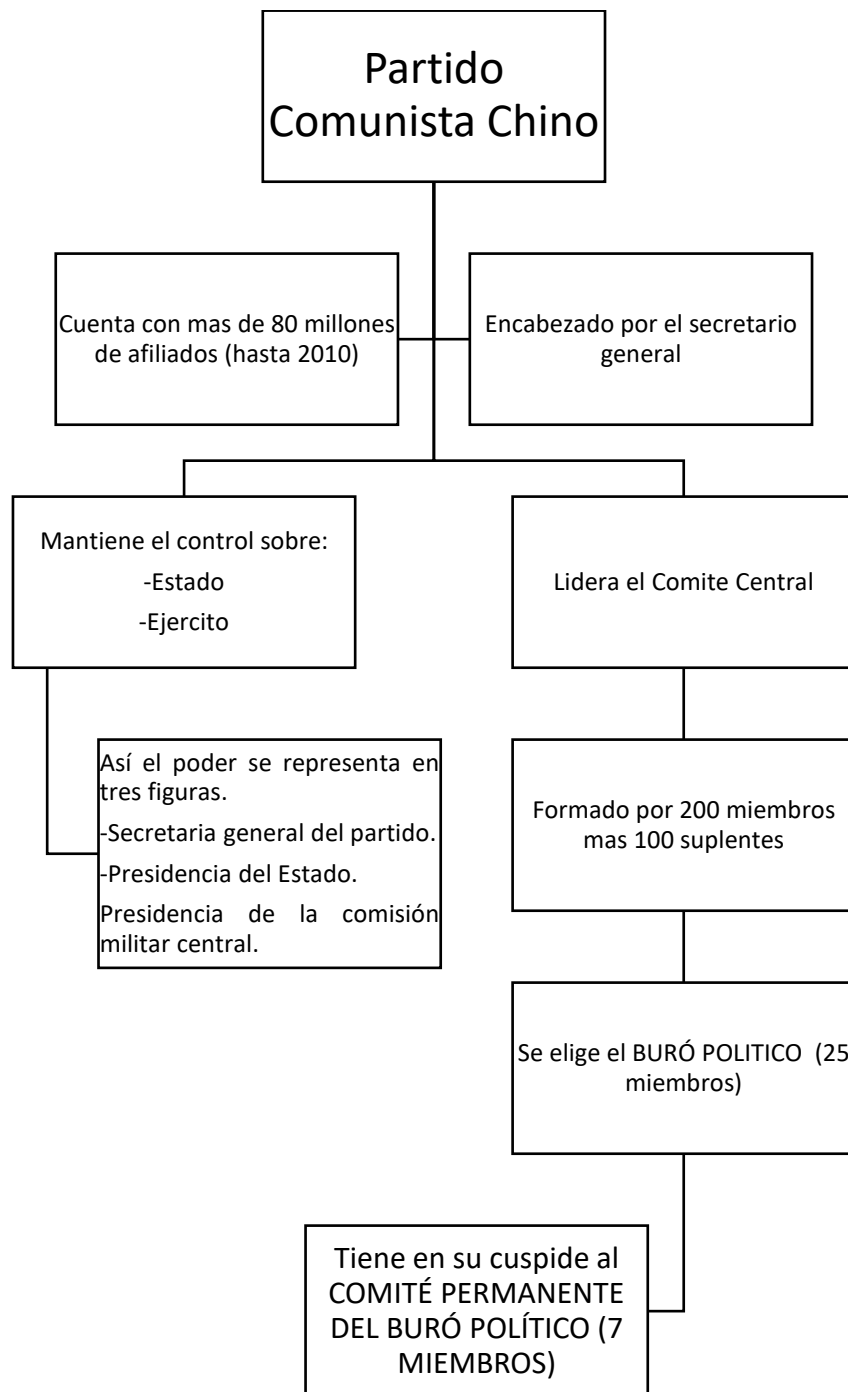 Partido
Comunista Chino
Cuenta con mas de 80 millones
de afiliados (hasta 2010)
Encabezado por el secretario
general
Mantiene el control sobre:
-Estado
-Ejercito
Lidera el Comite Central
Así el poder se representa en
tres figuras.
-Secretaria general del partido.
-Presidencia del Estado.
Presidencia de la comisión
militar central.
Formado por 200 miembros
mas 100 suplentes
Se elige el BURÓ POLITICO (25
miembros)
Tiene en su cuspide al
COMITÉ PERMANENTE
DEL BURÓ POLÍTICO (7
MIEMBROS)